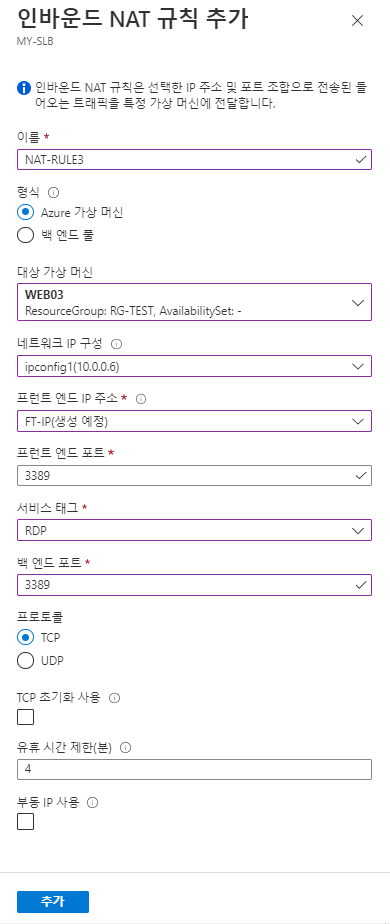 인바운드 NAT 규칙 추가
MY-SLB
인바운드 NAT 규칙은 선택한 IP 주소 및 포트 조합으로 전송된 들
어오는 트래픽을 특정 가상 머신에 전달합니다.
이름 *
NAT-RULE3
형식
Azure 가상 머신
백 엔드 풀
대상 가상 머신
WEB03
ResourceGroup: RG-TEST, AvailabilitySet: -
네트워크 IP 구성
ipconfig1(10.0.0.6)
프런트 엔드 IP 주소 *
FT-IP(생성 예정)
프런트 엔드 포트 *
3389
서비스 태그 *
RDP
백 엔드 포트 *
3389
프로토콜
TCP
UDP
TCP 초기화 사용
유휴 시간 제한(분)
4
부동 IP 사용
추가